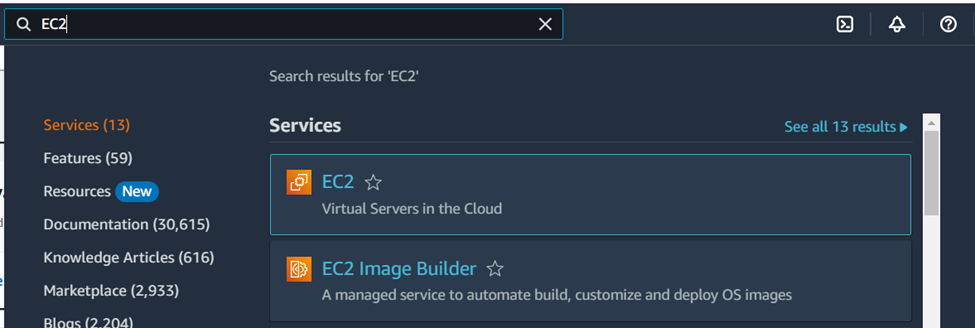 EC2
Search results for 'EC2'
Services (13)
Features (59)
Resources New
Documentation (30,615)
Knowledge Articles (616)
Marketplace (2,933)
Blogs (2,204)
Services
See all 13 results
EC2
Virtual Servers in the Cloud
EC2 Image Builder
A managed service to automate build, customize and deploy OS images